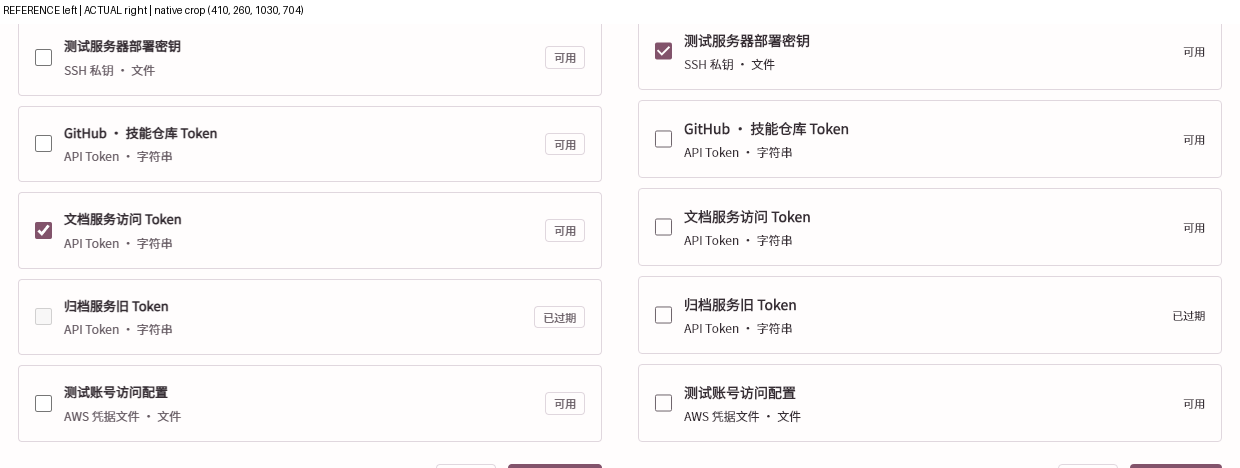 REFERENCE left | ACTUAL right | native crop (410, 260, 1030, 704)
测试服务器部署密钥
SSH 私钥 · 文件
可用
GitHub · 技能仓库 Token
API Token · 字符串
可用
文档服务访问 Token
API Token · 字符串
可用
归档服务旧 Token
API Token · 字符串
已过期
测试账号访问配置
AWS 凭据文件 · 文件
可用
测试服务器部署密钥
SSH 私钥 · 文件
可用
GitHub · 技能仓库 Token
API Token · 字符串
可用
文档服务访问 Token
API Token · 字符串
可用
归档服务旧 Token
API Token · 字符串
已过期
测试账号访问配置
AWS 凭据文件 · 文件
可用